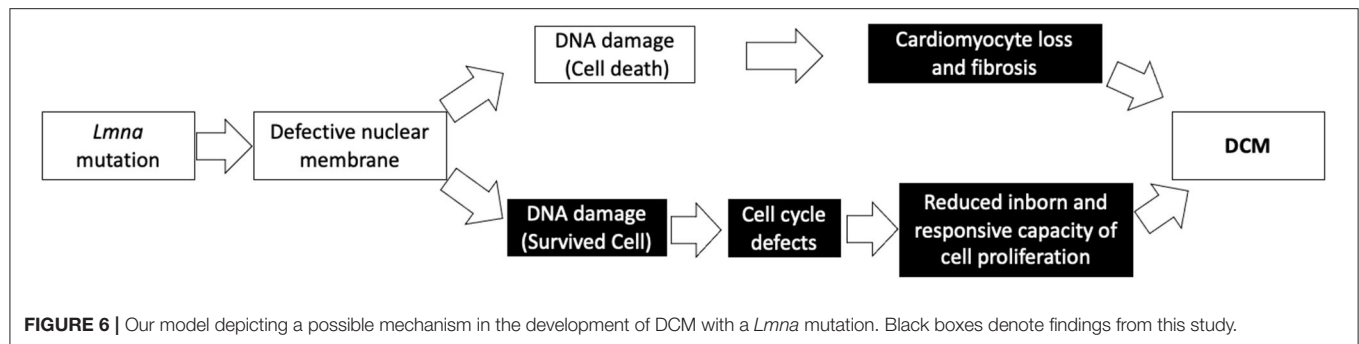 DNA damage
(Cell death)
Cardiomyocyte loss
and fibrosis
Lmna
mutation
Defective nuclear
membrane
DCM
DNA damage
(Survived Cell)
Cell cycle
defects
Reduced inborn and
responsive capacity of
cell proliferation
FIGURE 6 | Our model depicting a possible mechanism in the development of DCM with a Lmna mutation. Black boxes denote findings from this study.